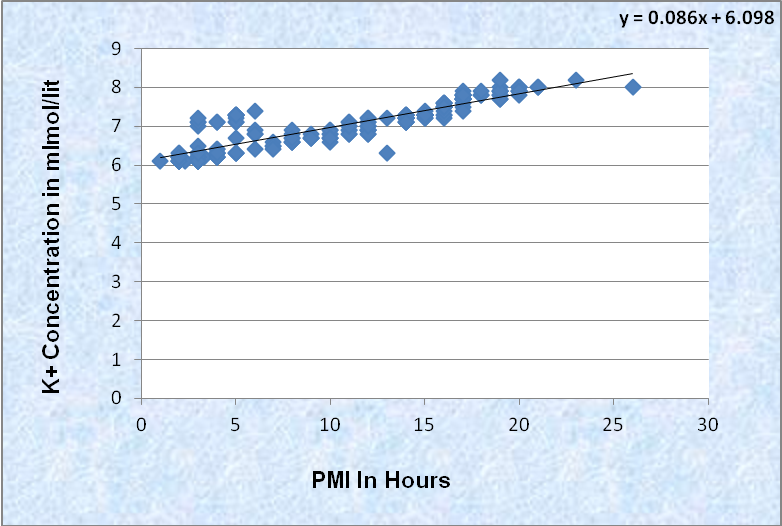 y = 0.086x + 6.098
K+ Concentration in mlmol/lit
9
8
7
6
5
4
3
2
1
0
0 5 10 15 20 25 30
PMI In Hours